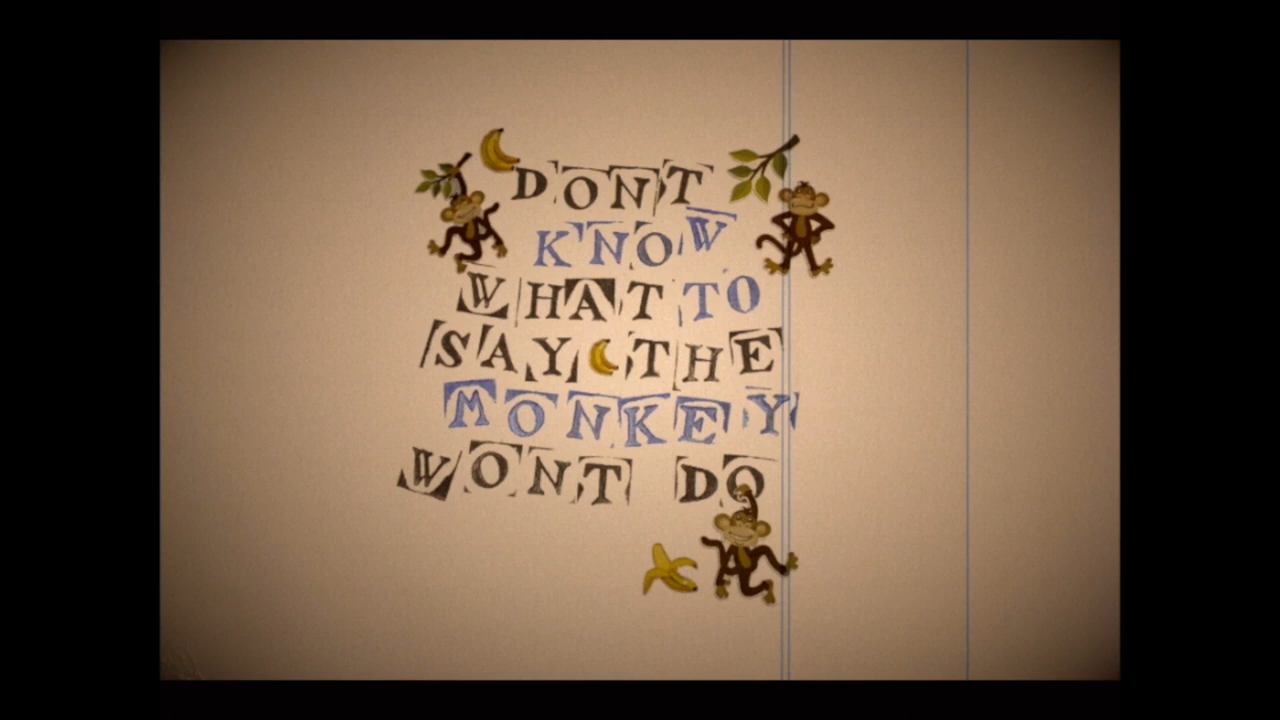 DONT
KNOW
WHAT TO
SAY THE
MONKEY
WONT DO